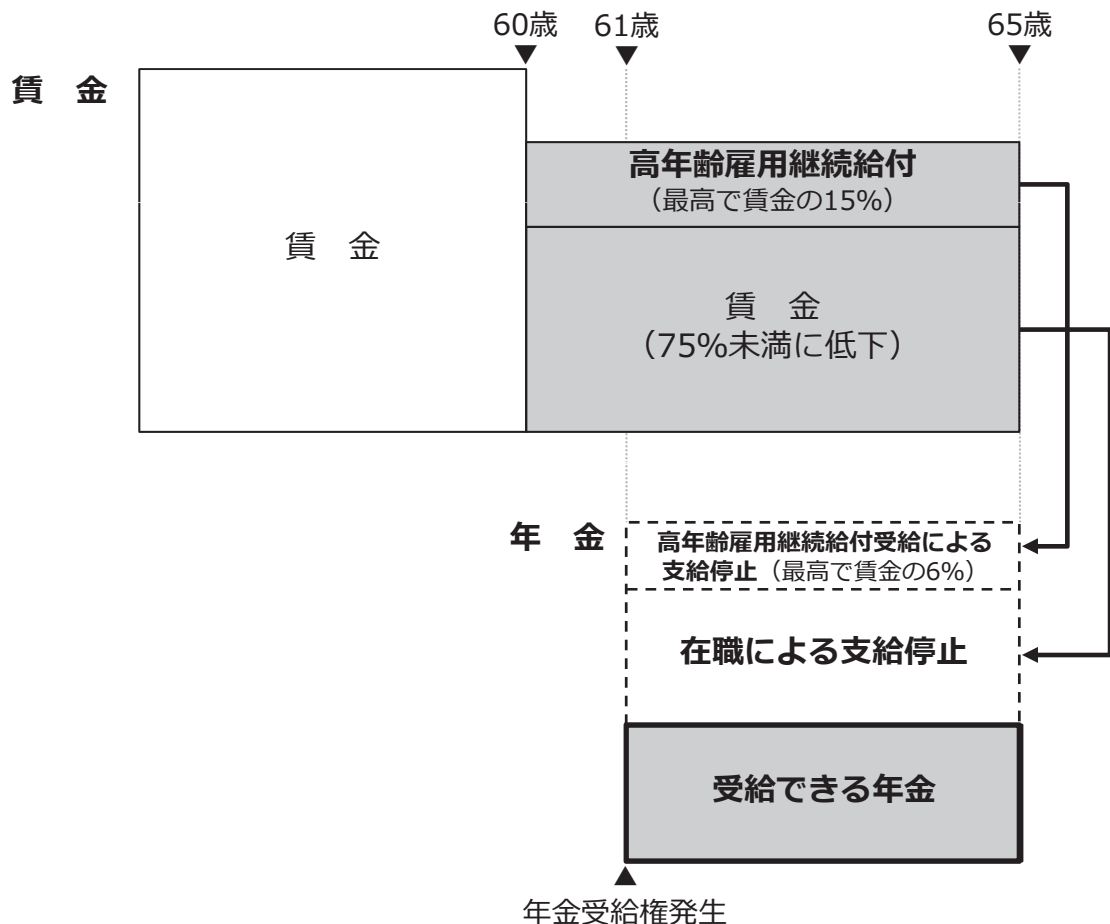 60歳 61歳 65歳
賃　金
高年齢雇用継続給付
（最高で賃金の15%）
賃　金
賃　金
（75%未満に低下）
年　金
高年齢雇用継続給付受給による
支給停止（最高で賃金の6%）
在職による支給停止
受給できる年金
年金受給権発生